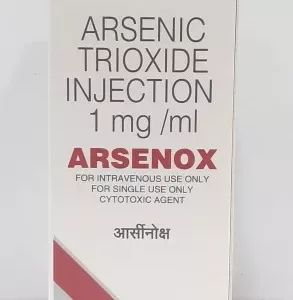 ARSENIC
TRIOXIDE
INJECTION
1 mg /ml
ARSENOX
FOR INTRAVENOUS USE ONLY
FOR SINGLE USE ONLY
CYTOTOXIC AGENT
आर्सीनोक्ष